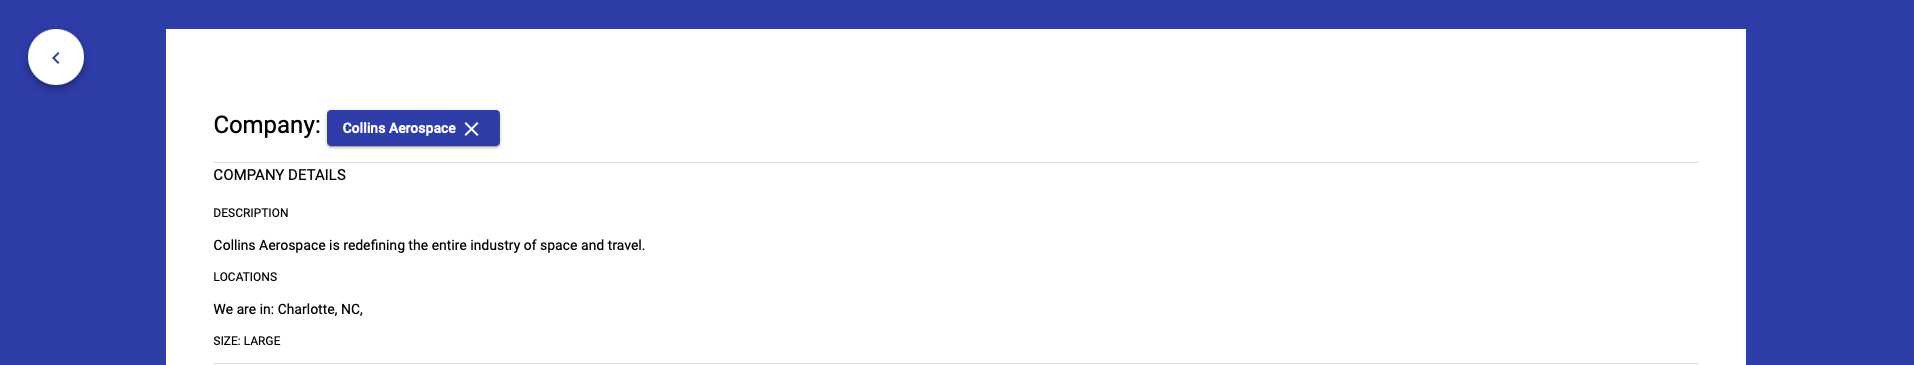 Company: Collins Aerospace
COMPANY DETAILS
DESCRIPTION
Collins Aerospace is redefining the entire industry of space and travel.
LOCATIONS
We are in: Charlotte, NC,
SIZE: LARGE